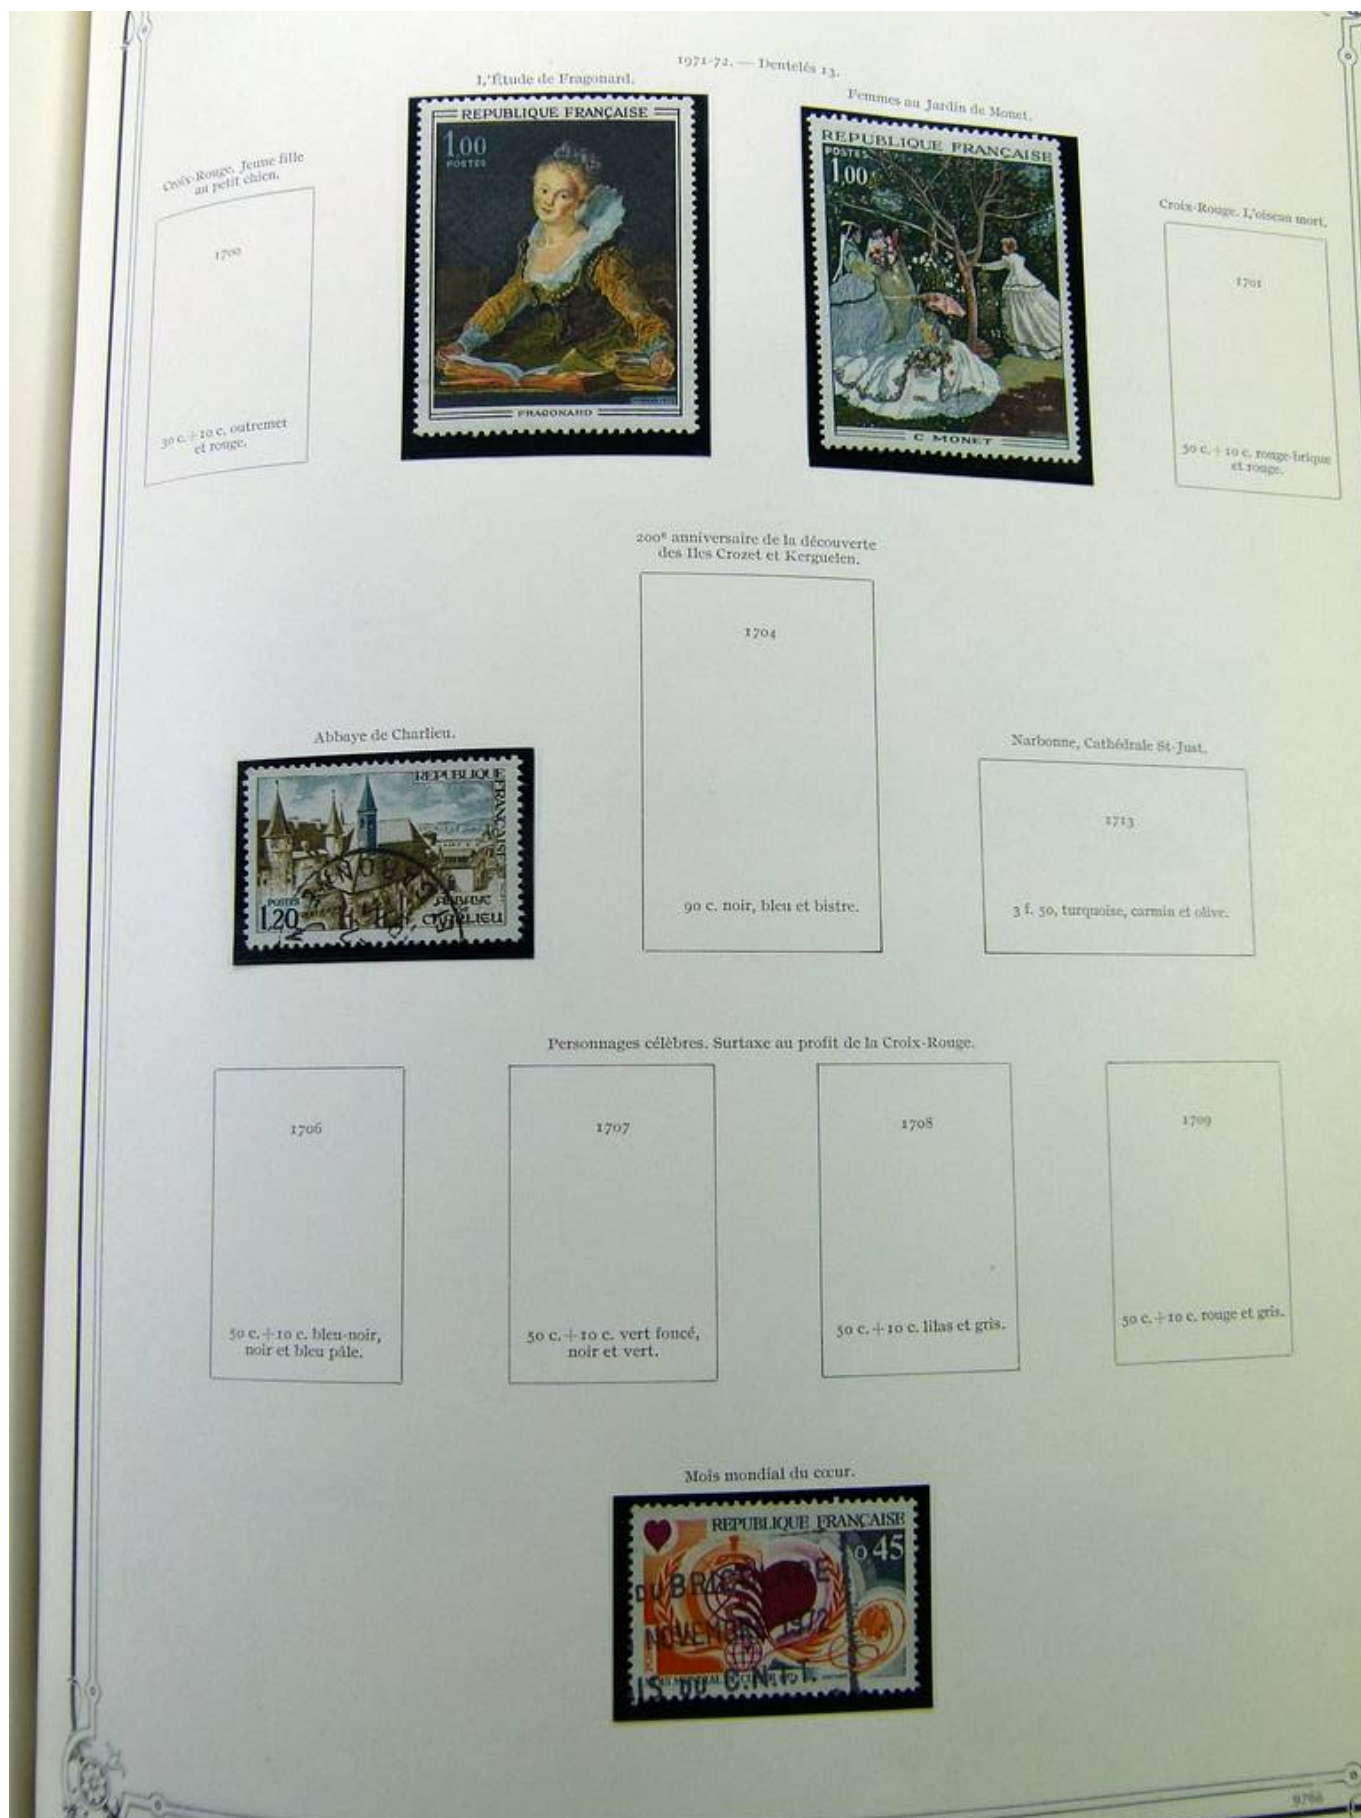 1971-72. — Dentelés 13.
L'Étude de Fragonard.
Femmes au Jardin de Monet.
Croix-Rouge. Jeune fille
au petit chien.
1700
30 c. + 10 c. outremer
et rouge.
REPUBLIQUE FRANÇAISE
1,00
POSTES
FRAGONARD
REPUBLIQUE FRANÇAISE
POSTES
1,00
C. MONET
Croix-Rouge. L'oiseau mort.
1701
50 c. + 10 c. rouge-brique
et rouge.
200e anniversaire de la découverte
des Iles Crozet et Kerguelen.
1704
90 c. noir, bleu et bistre.
Abbaye de Charlieu.
REPUBLIQUE
FRANÇAISE
POSTES
1,20
ABBAYE
DE
CHARLIEU
Narbonne, Cathédrale St-Just.
1713
3 f. 50, turquoise, carmin et olive.
Personnages célèbres. Surtaxe au profit de la Croix-Rouge.
1706
50 c. + 10 c. bleu-noir,
noir et bleu pâle.
1707
50 c. + 10 c. vert foncé,
noir et vert.
1708
50 c. + 10 c. lilas et gris.
1709
50 c. + 10 c. rouge et gris.
Mois mondial du cœur.
REPUBLIQUE FRANÇAISE
0,45
DU
NOVEMBRE 1972
DU C.N.T.T.